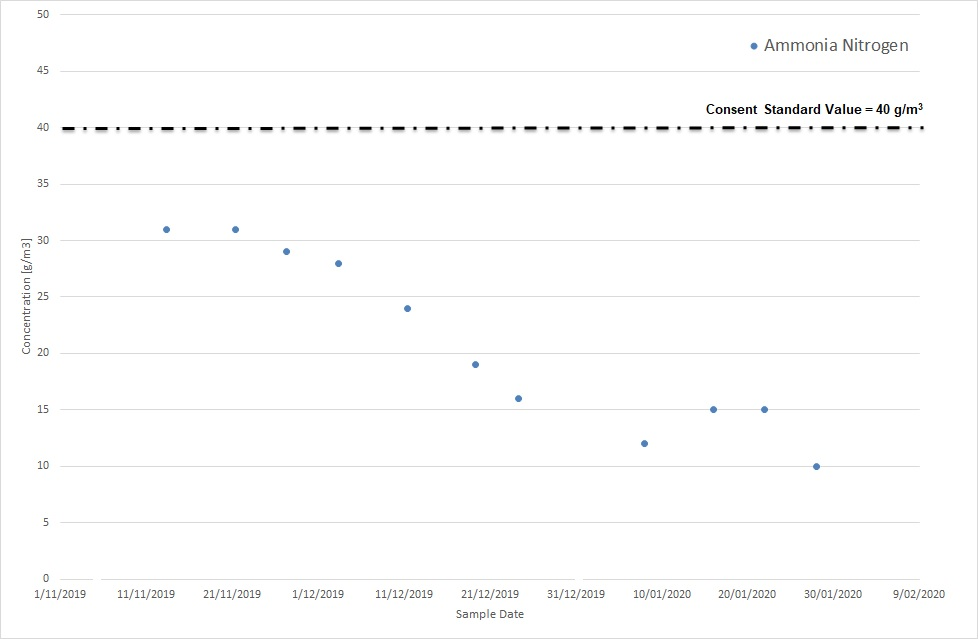 50
Ammonia Nitrogen
45
Consent Standard Value = 40 g/m³
40
35
30
25
20
15
10
5
0
Concentration [g/m3]
1/11/2019 11/11/2019 21/11/2019 1/12/2019 11/12/2019 21/12/2019 31/12/2019 10/01/2020 20/01/2020 30/01/2020 9/02/2020
Sample Date